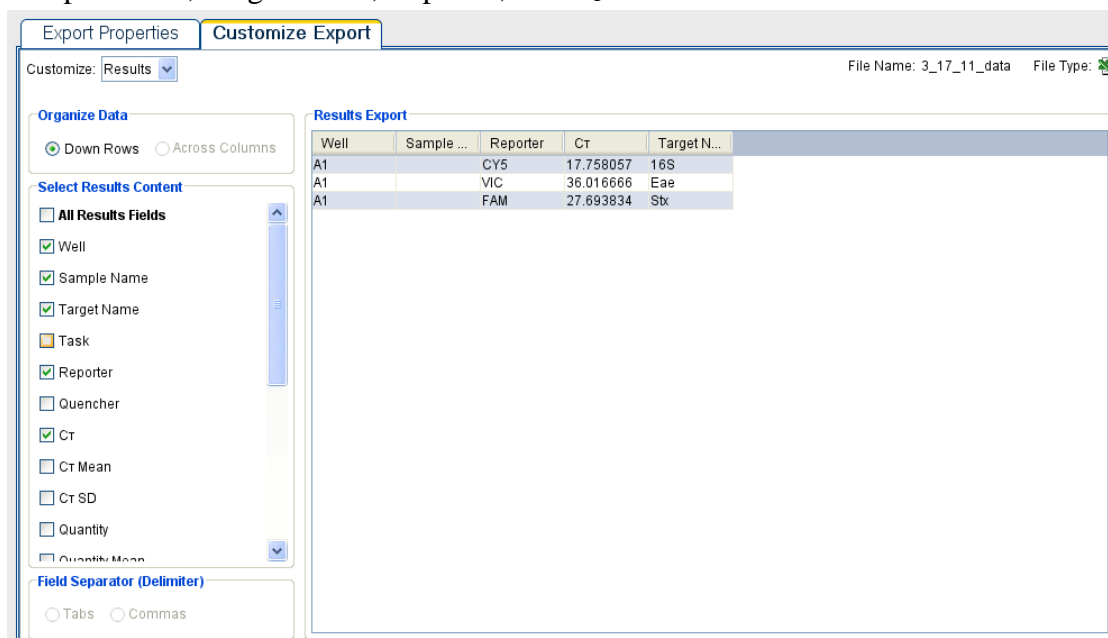 Export Properties Customize Export
Customize: Results File Name: 3_17_11_data File Type:
Organize Data
Down Rows Across Columns
Select Results Content
All Results Fields
Well
Sample Name
Target Name
Task
Reporter
Quencher
CT
CT Mean
CT SD
Quantity
Quantity Mean
Field Separator (Delimiter)
Tabs Commas
Results Export
Well Sample ... Reporter CT Target N...
A1 CY5 17.758057 16S
A1 VIC 36.016666 Eae
A1 FAM 27.693834 Stx